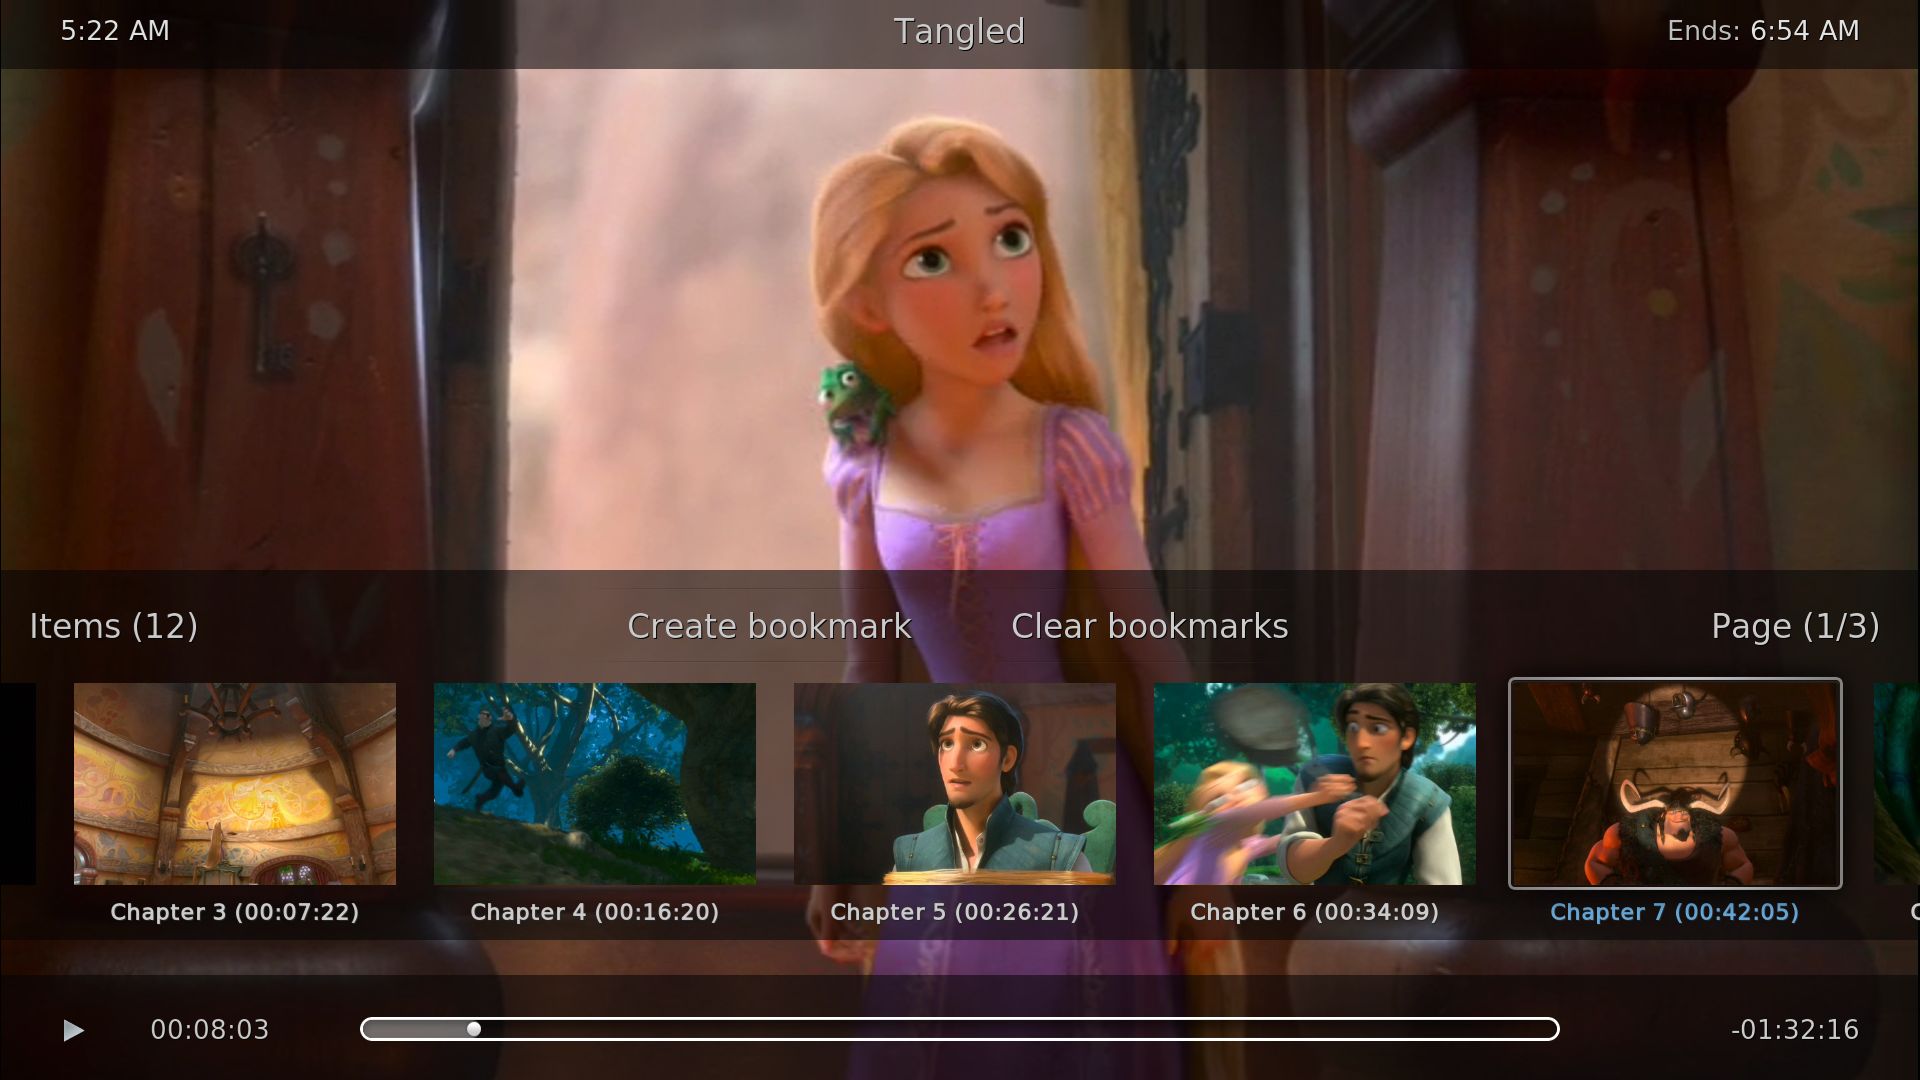 5:22 AM
Tangled
Ends: 6:54 AM
Items (12)
Create bookmark
Clear bookmarks
Page (1/3)
Chapter 3 (00:07:22)
Chapter 4 (00:16:20)
Chapter 5 (00:26:21)
Chapter 6 (00:34:09)
Chapter 7 (00:42:05)
00:08:03
-01:32:16